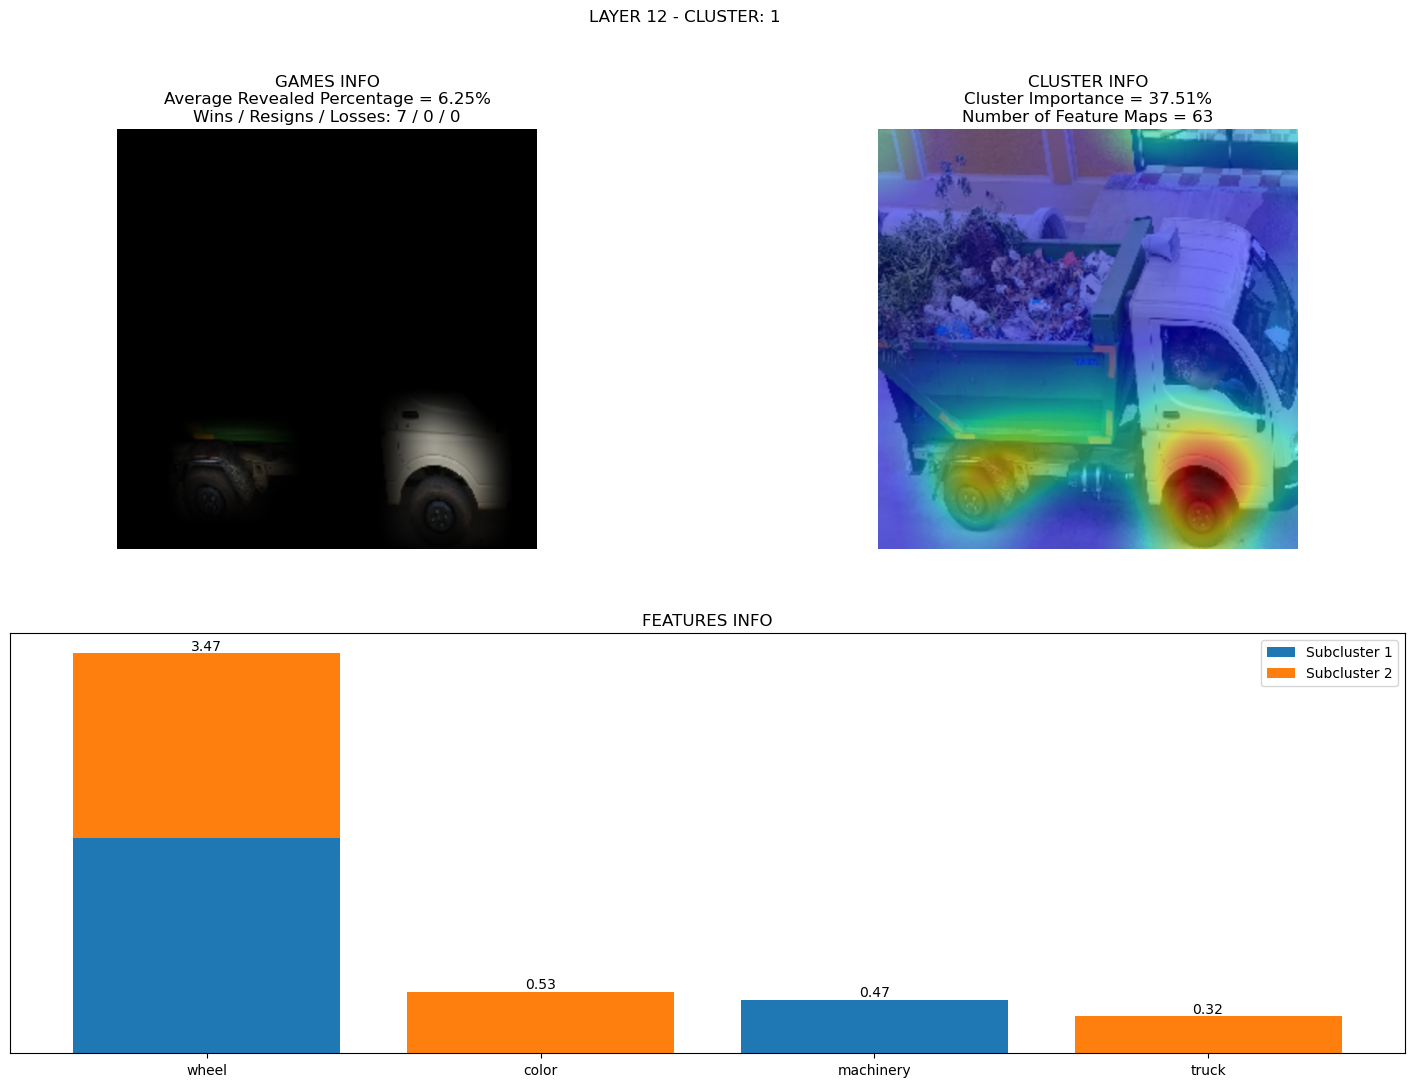 LAYER 12 - CLUSTER: 1
GAMES INFO
Average Revealed Percentage = 6.25%
Wins / Resigns / Losses: 7 / 0 / 0
CLUSTER INFO
Cluster Importance = 37.51%
Number of Feature Maps = 63
FEATURES INFO
Subcluster 1
Subcluster 2
3.47
0.53
0.47
0.32
wheel
color
machinery
truck